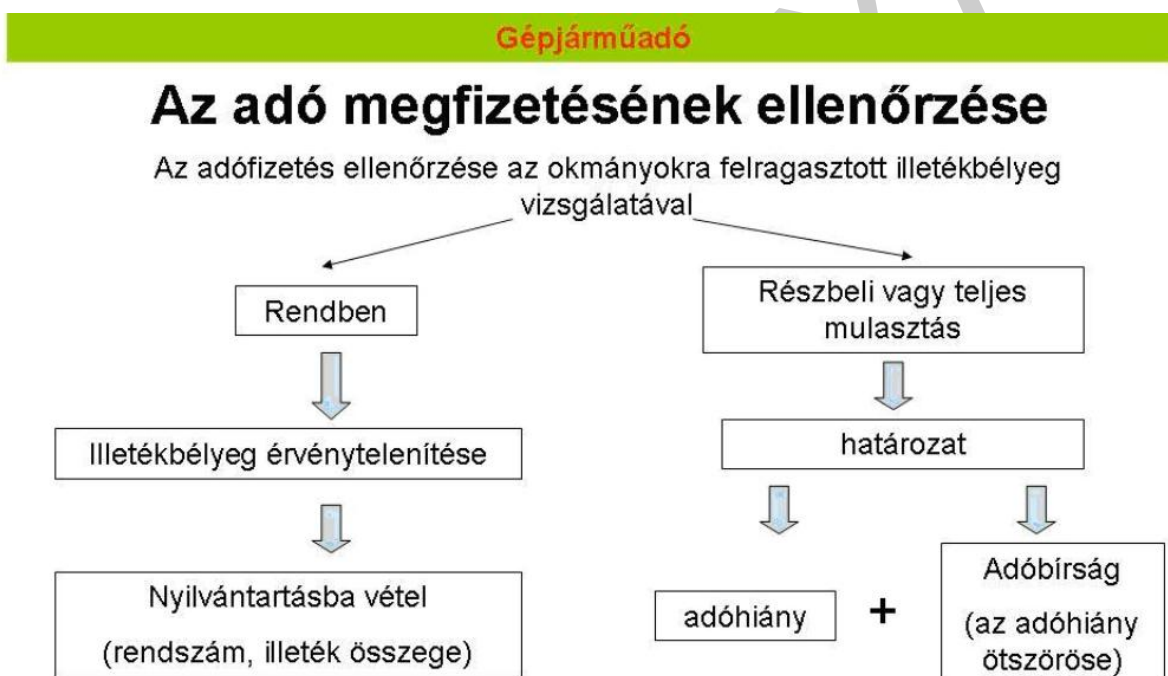 Gépjárműadó
Az adó megfizetésének ellenőrzése
Az adófizetés ellenőrzése az okmányokra felragasztott illetékbélyeg
vizsgálatával
Rendben
Illetékbélyeg érvénytelenítése
Nyilvántartásba vétel
(rendszám, illeték összege)
Részbeli vagy teljes
mulasztás
határozat
adóhiány
+
Adóbírság
(az adóhiány
ötszöröse)